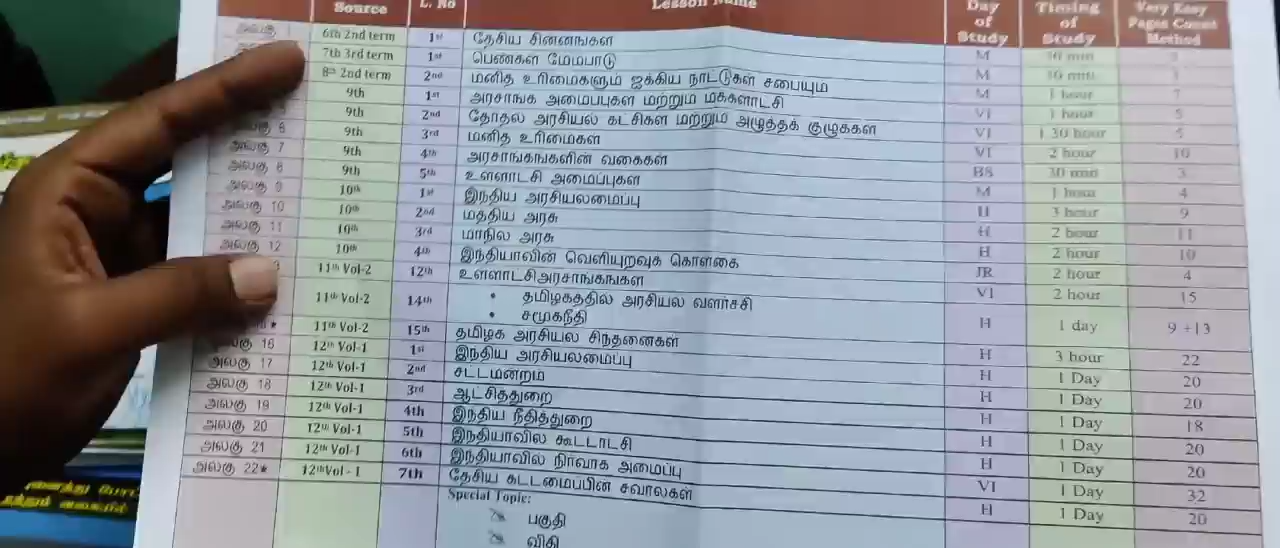 Source L. No Lesson Name Day of Study Timing of Study Very Easy Pages Count Method
அலகு 6th 2nd term 1st தேசிய சின்னங்கள்
7th 3rd term 1st பெண்கள் மேம்பாடு M 30 min
8th 2nd term 2nd மனித உரிமைகளும் ஐக்கிய நாட்டுகள் சபையும் M
9th 1st அரசாங்க அமைப்புகள் மற்றும் மக்களாட்சி M 1 hour 7
9th 2nd தேர்தல் அரசியல் கட்சிகள் மற்றும் அழுத்தக் குழுக்கள் VI 1 hour 5
அலகு 6 9th 3rd மனித உரிமைகள் VI 1 30 hour 5
அலகு 7 9th 4th அரசாங்கங்களின் வகைகள் VI 2 hour 10
அலகு 8 9th 5th உள்ளாட்சி அமைப்புகள் BS 30 min 3
அலகு 9 10th 1st இந்திய அரசியலமைப்பு M 1 hour 4
அலகு 10 10th 2nd மத்திய அரசு H 3 hour 9
அலகு 11 10th 3rd மாநில அரசு H 2 hour 11
அலகு 12 10th 4th இந்தியாவின் வெளியுறவுக் கொள்கை H 2 hour 10
11th Vol-2 12th உள்ளாட்சிஅரசாங்கங்கள் JR 2 hour 4
11th Vol-2 14th • தமிழகத்தில் அரசியல் வளர்ச்சி VI 2 hour 15
• சமூகநீதி
11th Vol-2 15th தமிழக அரசியல் சிந்தனைகள் H 1 day 9 +13
அலகு 16 12th Vol-1 1st இந்திய அரசியலமைப்பு H 3 hour 22
அலகு 17 12th Vol-1 2nd சட்டமன்றம் H 1 Day 20
அலகு 18 12th Vol-1 3rd ஆட்சித்துறை H 1 Day 20
அலகு 19 12th Vol-1 4th இந்திய நீதித்துறை H 1 Day 18
அலகு 20 12th Vol-1 5th இந்தியாவில் கூட்டாட்சி H 1 Day 20
அலகு 21 12th Vol-1 6th இந்தியாவில் நிர்வாக அமைப்பு H 1 Day 20
அலகு 22* 12thVol - 1 7th தேசிய கட்டமைப்பின் சவால்கள் VI 1 Day 32
Special Topic: H 1 Day 20
பகுதி
விதி